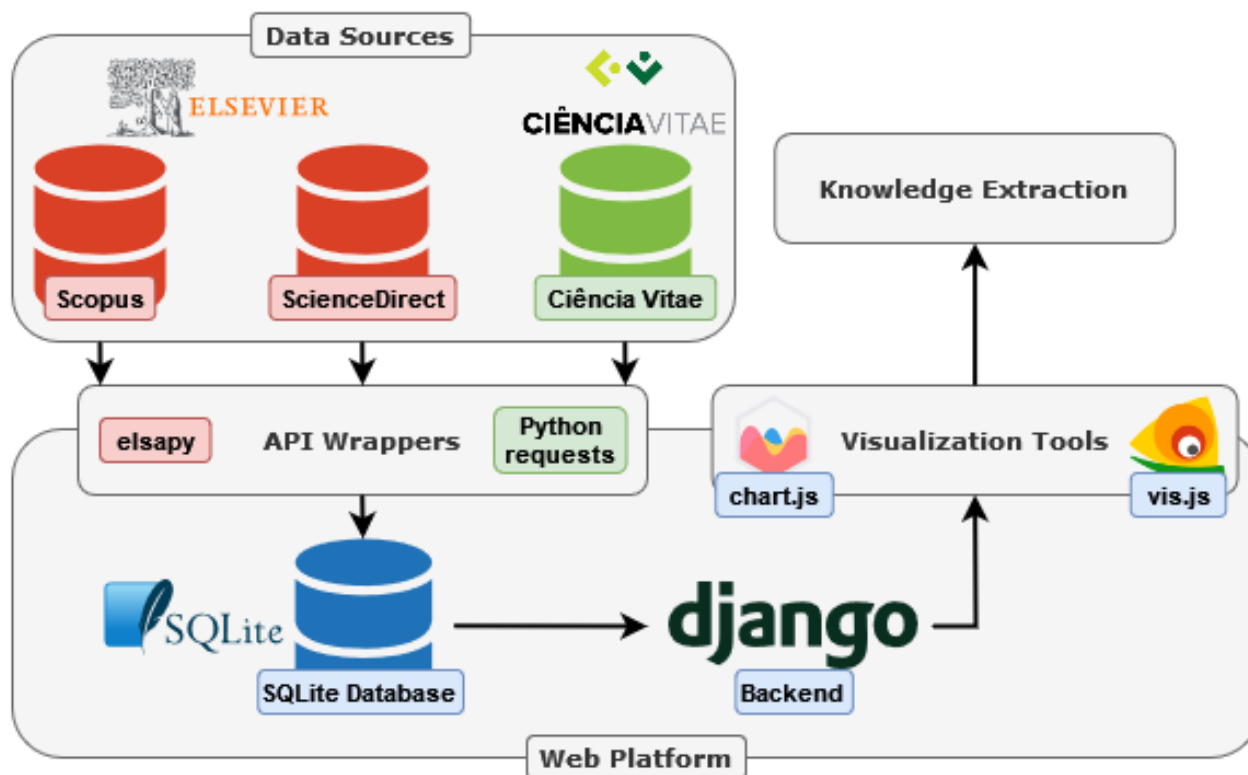 Data Sources
ELSEVIER
CIÊNCIAVITAE
Scopus
ScienceDirect
Ciência Vitae
Knowledge Extraction
elsapy
API Wrappers
Python
requests
Visualization Tools
chart.js
vis.js
SQLite
SQLite Database
django
Backend
Web Platform